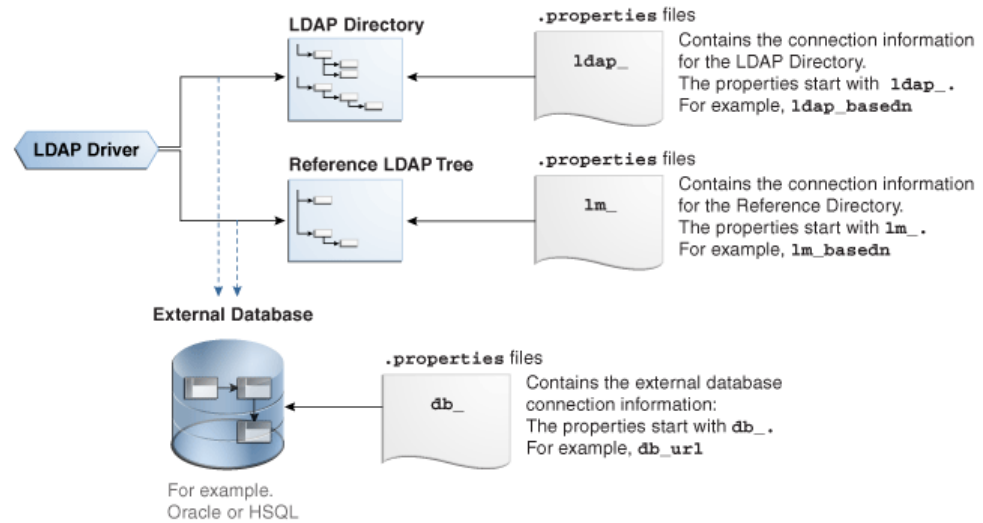 LDAP Directory
.properties files
ldap_
Contains the connection information
for the LDAP Directory.
The properties start with ldap_.
For example, ldap_basedn
LDAP Driver
Reference LDAP Tree
.properties files
lm_
Contains the connection information
for the Reference Directory.
The properties start with lm_.
For example, lm_basedn
External Database
.properties files
db_
Contains the external database
connection information:
The properties start with db_.
For example, db_url
For example.
Oracle or HSQL